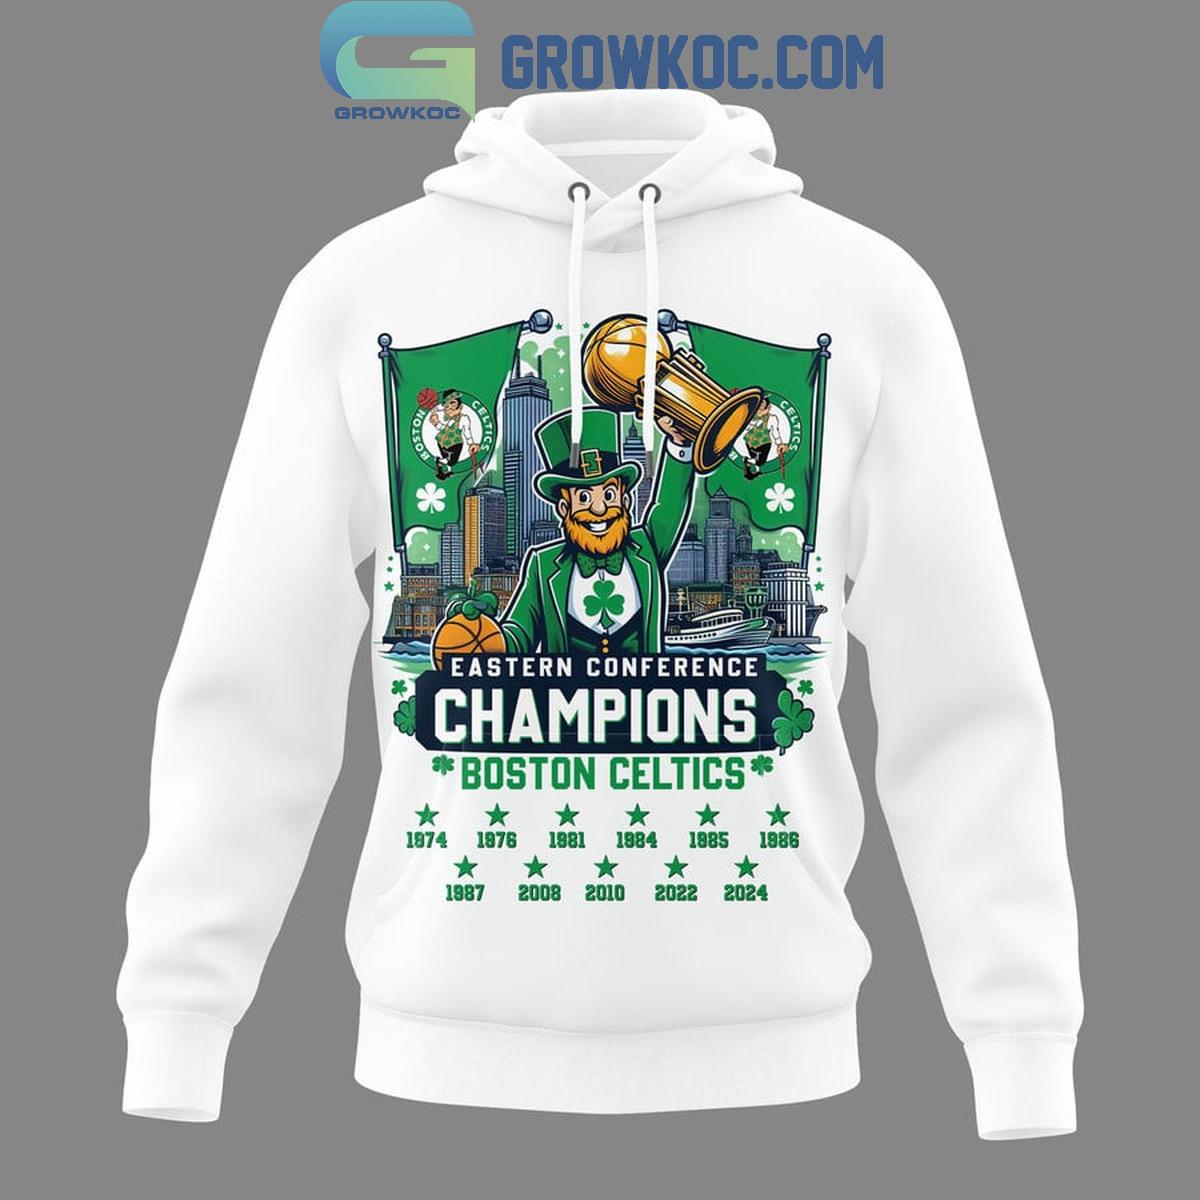 GROWKOC.COM
GROWKOC
BOSTON CELTICS
CELTICS
EASTERN CONFERENCE
CHAMPIONS
BOSTON CELTICS
1974 1976 1981 1984 1985 1986
1987 2008 2010 2022 2024